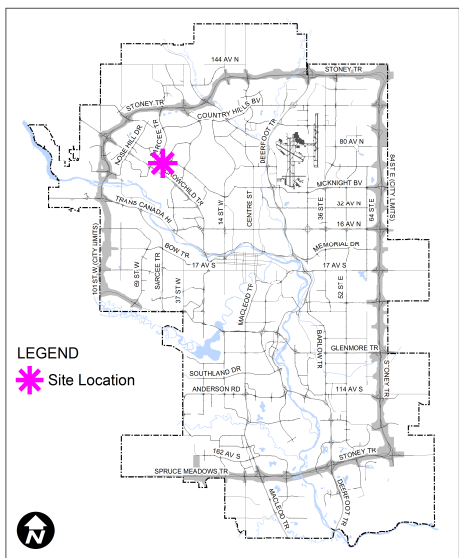 144 AV N
STONEY TR
STONEY TR
COUNTRY HILLS BV
NOSE HILL DR
SARCEE TR
DEERFOOT TR
80 AV N
CROWCHILD TR
MCKNIGHT BV
84 ST E (CITY LIMITS)
TRANS CANADA HI
14 ST W
CENTRE ST
36 ST E
32 AV N
64 ST E
16 AV N
101 ST. W. (CITY LIMITS)
BOW TR
MEMORIAL DR
69 ST W
SARCEE TR
17 AV S
17 AV S
37 ST W
52 ST E
MACLEOD TR
BARLOW TR
LEGEND
GLENMORE TR
Site Location
SOUTHLAND DR
STONEY TR
ANDERSON RD
114 AV S
162 AV S
STONEY TR
SPRUCE MEADOWS TR
MACLEOD TR
DEERFOOT TR
N